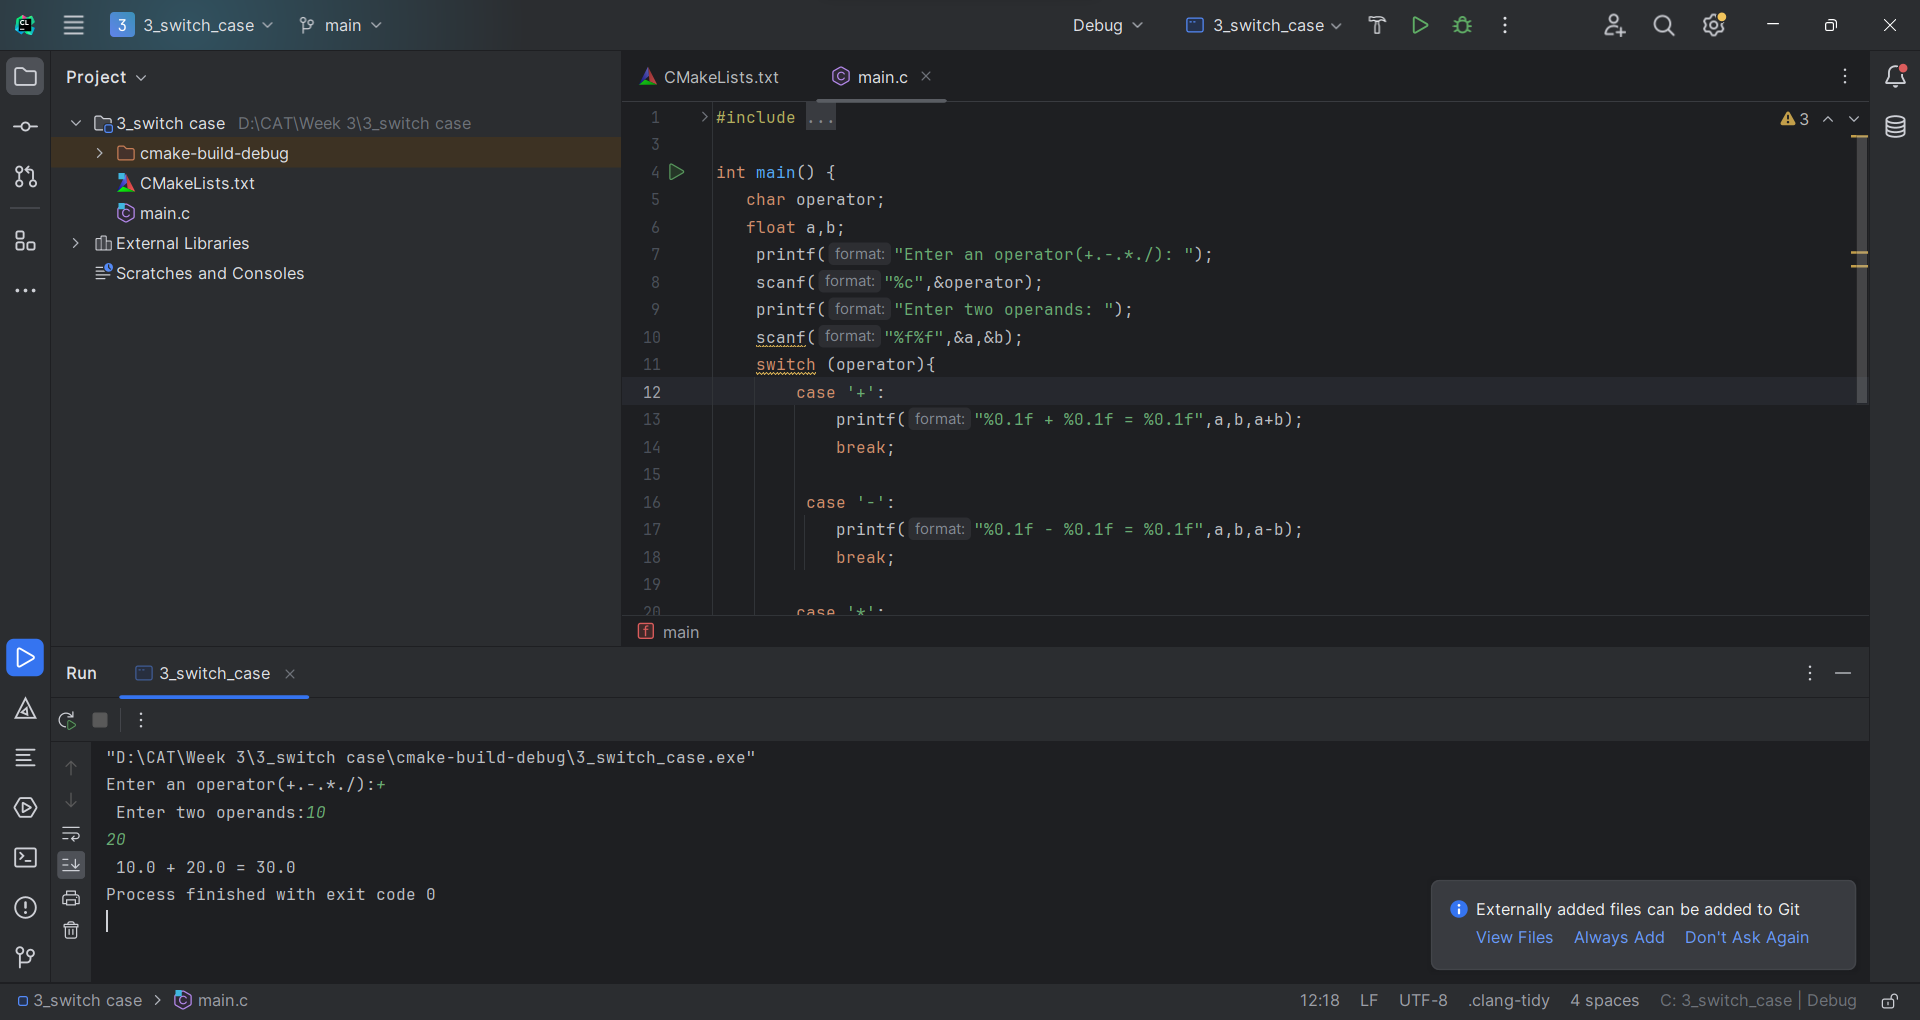 3 3_switch_case main Debug 3_switch_case
Project
CMakeLists.txt main.c
3_switch case D:\CAT\Week 3\3_switch case
cmake-build-debug
CMakeLists.txt
main.c
External Libraries
Scratches and Consoles
1 #include ...
3
4 int main() {
5 char operator;
6 float a,b;
7 printf( format: "Enter an operator(+.-.*./): ");
8 scanf( format: "%c",&operator);
9 printf( format: "Enter two operands: ");
10 scanf( format: "%f%f",&a,&b);
11 switch (operator){
12 case '+':
13 printf( format: "%0.1f + %0.1f = %0.1f",a,b,a+b);
14 break;
15
16 case '-':
17 printf( format: "%0.1f - %0.1f = %0.1f",a,b,a-b);
18 break;
19
20 case '*':
3
main
Run 3_switch_case
"D:\CAT\Week 3\3_switch case\cmake-build-debug\3_switch_case.exe"
Enter an operator(+.-.*./):+
Enter two operands:10
20
10.0 + 20.0 = 30.0
Process finished with exit code 0
Externally added files can be added to Git
View Files Always Add Don't Ask Again
3_switch case main.c 12:18 LF UTF-8 .clang-tidy 4 spaces C: 3_switch_case | Debug